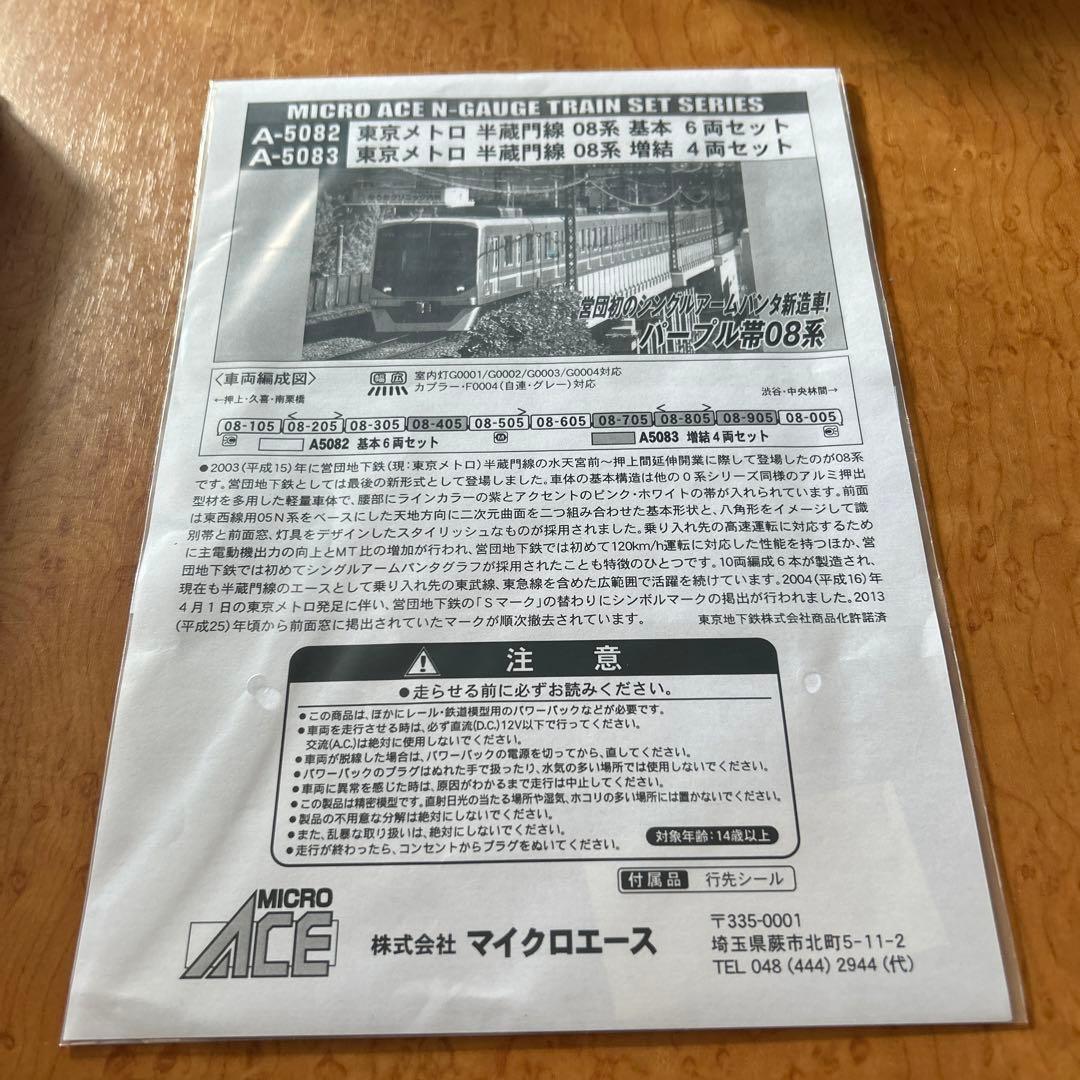 MICRO ACE N-GAUGE TRAIN SET SERIES
A-5082 東京メトロ 半蔵門線 08系 基本 6両セット
A-5083 東京メトロ 半蔵門線 08系 増結 4両セット
営団初のシングルアームパンタ新造車!
パープル帯08系
〈車両編成図〉
室内灯G0001/G0002/G0003/G0004対応
カプラー・F0004(自連・グレー)対応
←押上・久喜・南栗橋
渋谷・中央林間→
08-105 08-205 08-305 08-405 08-505 08-605 08-705 08-805 08-905 08-005
A5082 基本6両セット
A5083 増結4両セット
●2003(平成15)年に営団地下鉄(現:東京メトロ)半蔵門線の水天宮前～押上間延伸開業に際して登場したのが08系
です。営団地下鉄としては最後の新形式として登場しました。車体の基本構造は他の0系シリーズ同様のアルミ押出
型材を多用した軽量車体で、腰部にラインカラーの紫とアクセントのピンク・ホワイトの帯が入れられています。前面
は東西線用05N系をベースにした天地方向に二次元曲面を二つ組み合わせた基本形状と、八角形をイメージして識
別帯と前面窓、灯具をデザインしたスタイリッシュなものが採用されました。乗り入れ先の高速運転に対応するため
に主電動機出力の向上とMT比の増加が行われ、営団地下鉄では初めて120km/h運転に対応した性能を持つほか、営
団地下鉄では初めてシングルアームパンタグラフが採用されたことも特徴のひとつです。10両編成6本が製造され、
現在も半蔵門線のエースとして乗り入れ先の東武線、東急線を含めた広範囲で活躍を続けています。2004(平成16)年
4月1日の東京メトロ発足に伴い、営団地下鉄の「Sマーク」の替わりにシンボルマークの掲出が行われました。2013
(平成25)年頃から前面窓に掲出されていたマークが順次撤去されています。
東京地下鉄株式会社商品化許諾済
注意
●走らせる前に必ずお読みください。
●この商品は、ほかにレール・鉄道模型用のパワーパックなどが必要です。
●車両を走行させる時は、必ず直流(D.C.)12V以下で行ってください。
交流(A.C.)は絶対に使用しないでください。
●車両が脱線した場合は、パワーパックの電源を切ってから、直してください。
●パワーパックのプラグはぬれた手で扱ったり、水気の多い場所では使用しないでください。
●車両に異常を感じた時は、原因がわかるまで走行は中止してください。
●この製品は精密模型です。直射日光の当たる場所や湿気、ホコリの多い場所には置かないでください。
●製品の不用意な分解は絶対にしないでください。
●また、乱暴な取り扱いは、絶対にしないでください。
●走行が終わったら、コンセントからプラグをぬいてください。
対象年齢:14歳以上
付属品 行先シール
MICRO
ACE
株式会社 マイクロエース
〒335-0001
埼玉県蕨市北町5-11-2
TEL 048 (444) 2944 (代)